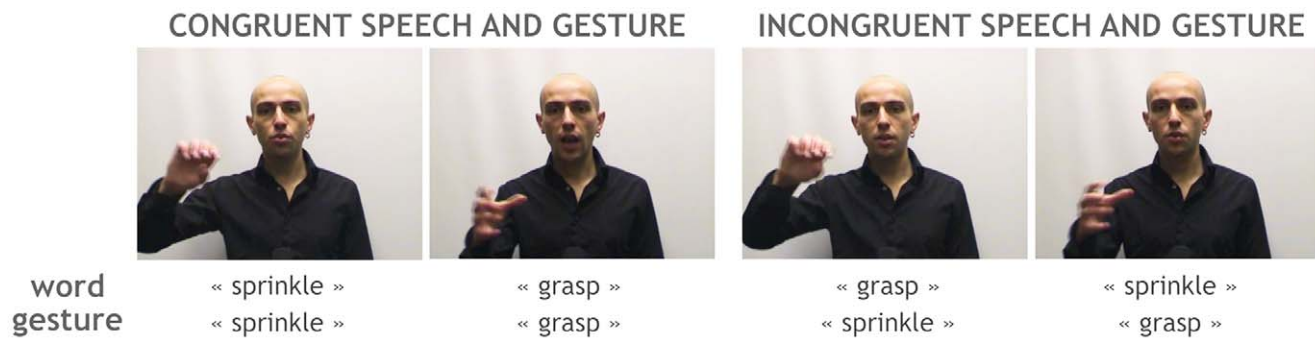 CONGRUENT SPEECH AND GESTURE
INCONGRUENT SPEECH AND GESTURE
word « sprinkle » « grasp » « grasp » « sprinkle »
gesture « sprinkle » « grasp » « sprinkle » « grasp »